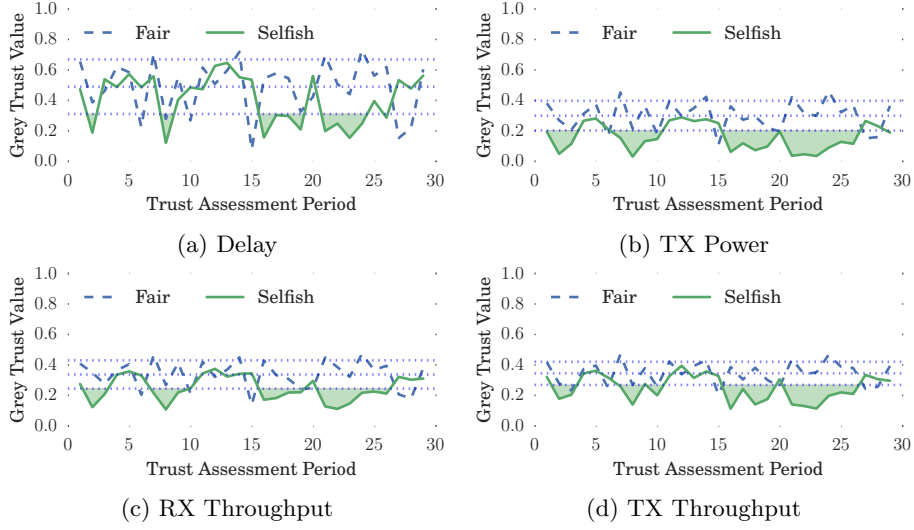 1.0
0.8
0.6
0.4
0.2
0.0
Grey Trust Value
Fair
Selfish
0 5 10 15 20 25 30
Trust Assessment Period
(a) Delay
1.0
0.8
0.6
0.4
0.2
0.0
Grey Trust Value
Fair
Selfish
0 5 10 15 20 25 30
Trust Assessment Period
(b) TX Power
1.0
0.8
0.6
0.4
0.2
0.0
Grey Trust Value
Fair
Selfish
0 5 10 15 20 25 30
Trust Assessment Period
(c) RX Throughput
1.0
0.8
0.6
0.4
0.2
0.0
Grey Trust Value
Fair
Selfish
0 5 10 15 20 25 30
Trust Assessment Period
(d) TX Throughput